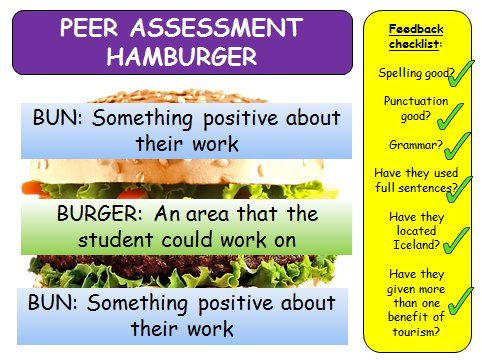 PEER ASSESSMENT
HAMBURGER
BUN: Something positive about
their work
BURGER: An area that the
student could work on
BUN: Something positive about
their work
Feedback
checklist:
Spelling good?
Punctuation
good?
Grammar?
Have they used
full sentences?
Have they
located
Iceland?
Have they
given more
than one
benefit of
tourism?